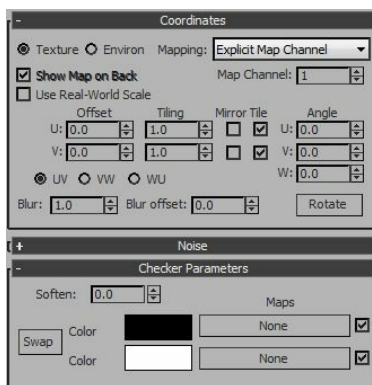 - Coordinates
Texture Environ Mapping: Explicit Map Channel
Show Map on Back Map Channel: 1
Use Real-World Scale
Offset Tiling Mirror Tile Angle
U: 0.0 1.0 U: 0.0
V: 0.0 1.0 V: 0.0
W: 0.0
UV VW WU
Blur: 1.0 Blur offset: 0.0 Rotate
+ Noise
- Checker Parameters
Soften: 0.0
Maps
Swap Color None
Color None